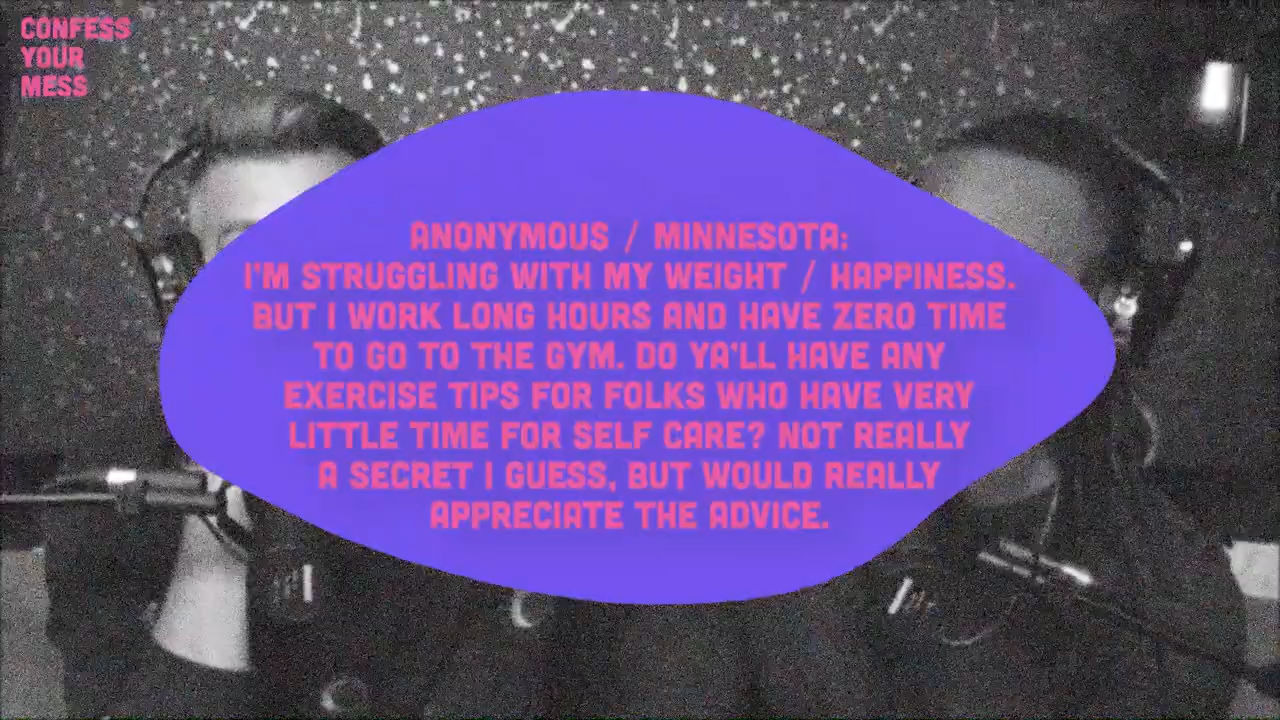 CONFESS
YOUR
MESS
ANONYMOUS / MINNESOTA:
I'M STRUGGLING WITH MY WEIGHT / HAPPINESS.
BUT I WORK LONG HOURS AND HAVE ZERO TIME
TO GO TO THE GYM. DO YA'LL HAVE ANY
EXERCISE TIPS FOR FOLKS WHO HAVE VERY
LITTLE TIME FOR SELF CARE? NOT REALLY
A SECRET I GUESS, BUT WOULD REALLY
APPRECIATE THE ADVICE.